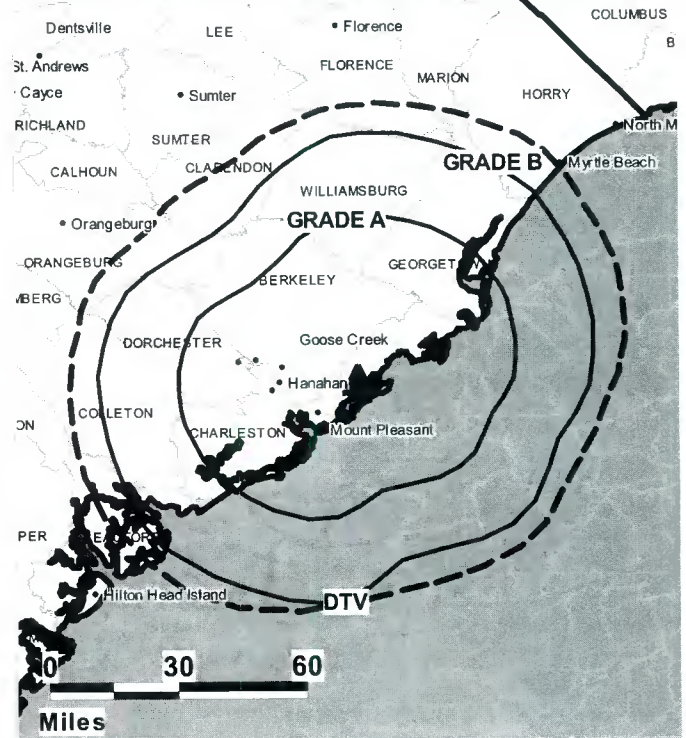 COLUMBUS
Dentsville
LEE
Florence
B
St. Andrews
FLORENCE
MARION
Cayce
Sumter
HORRY
RICHLAND
North M
SUMTER
CLARENDON
GRADE B
Myrtle Beach
CALHOUN
WILLIAMSBURG
Orangeburg
GRADE A
ORANGEBURG
GEORGET
BERKELEY
MBERG
DORCHESTER
Goose Creek
Hanahan
COLLETON
ON
CHARLESTON
Mount Pleasant
PER
Hilton Head Island
DTV
0 30 60
Miles